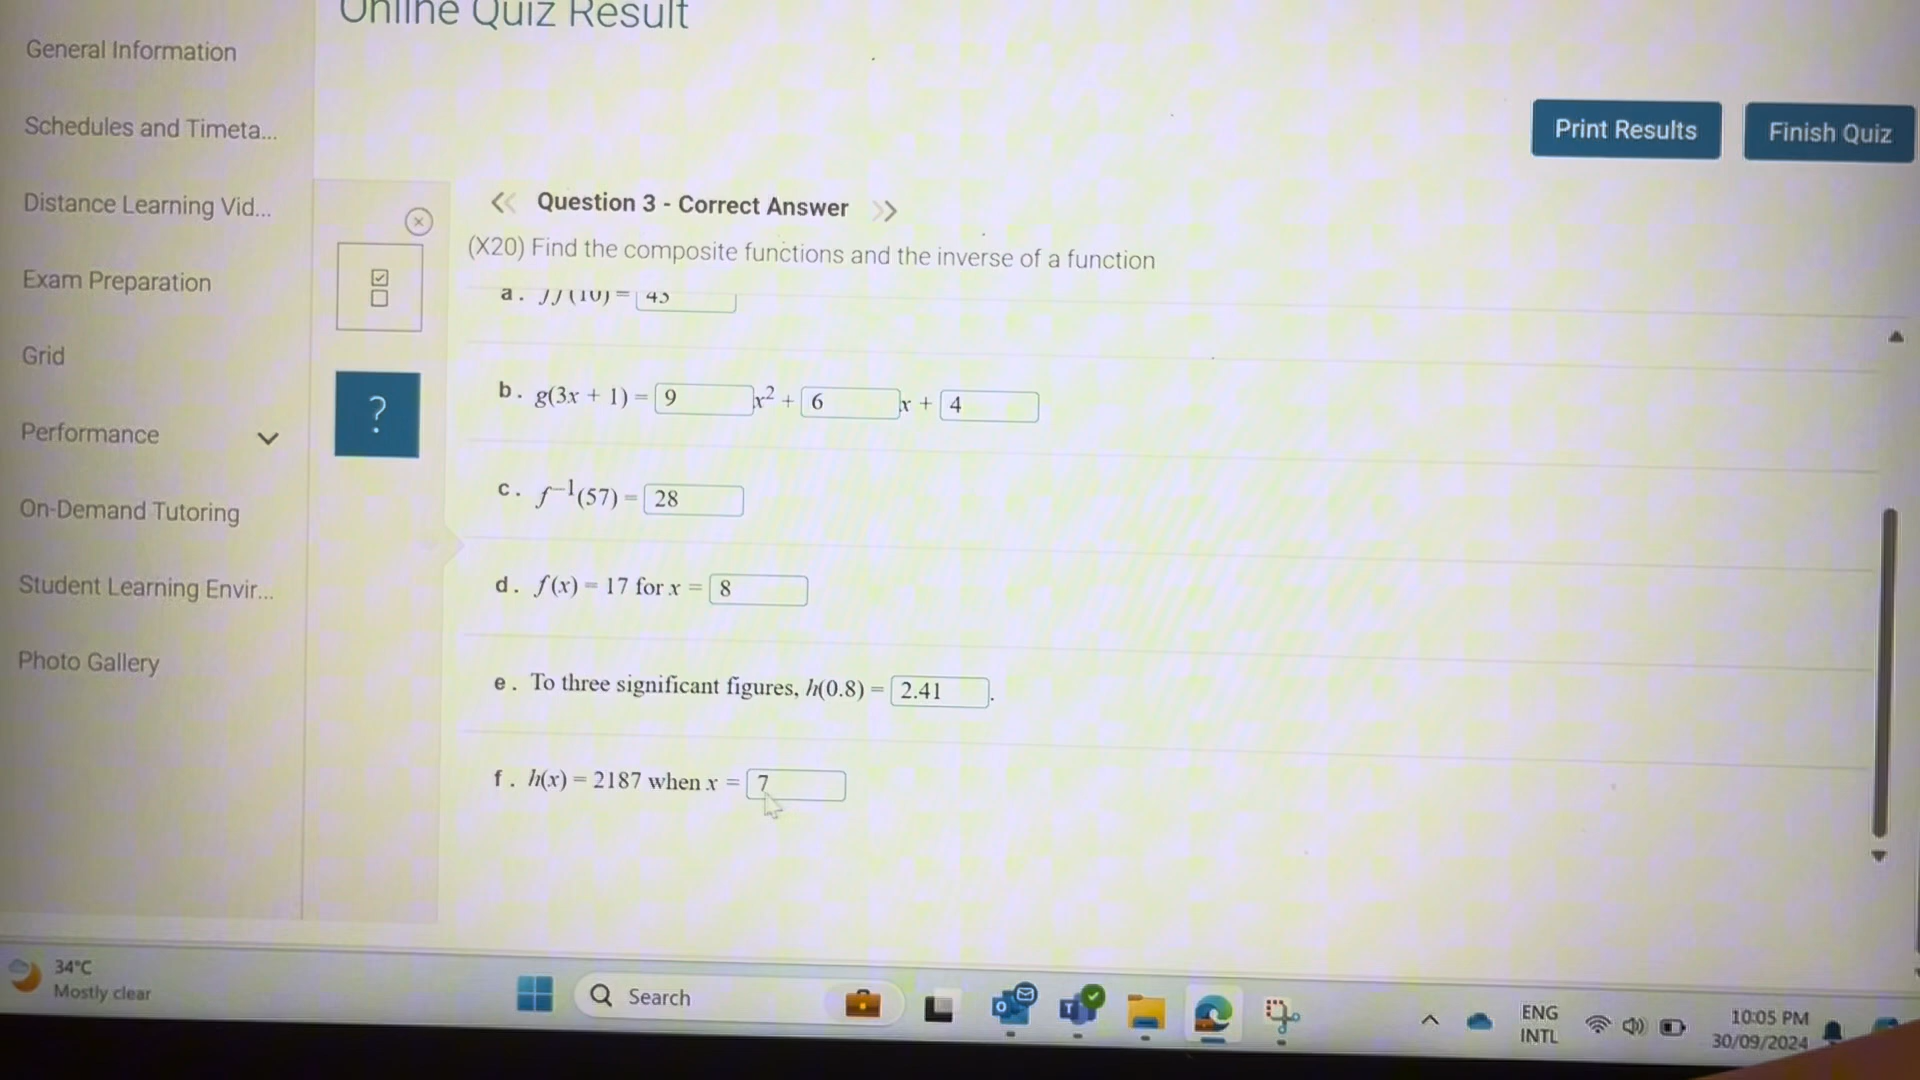 Online Quiz Result
General Information
Schedules and Timeta...
Distance Learning Vid...
Exam Preparation
Grid
Performance
On-Demand Tutoring
Student Learning Envir...
Photo Gallery
Print Results
Finish Quiz
Question 3 - Correct Answer
(X20) Find the composite functions and the inverse of a function
a. ff(10) = 43
b. g(3x + 1) = 9 x² + 6 x + 4
c. f⁻¹(57) = 28
d. f(x) = 17 for x = 8
e. To three significant figures, h(0.8) = 2.41.
f. h(x) = 2187 when x = 7
?
34°C
Mostly clear
Search
ENG
INTL
10:05 PM
30/09/2024